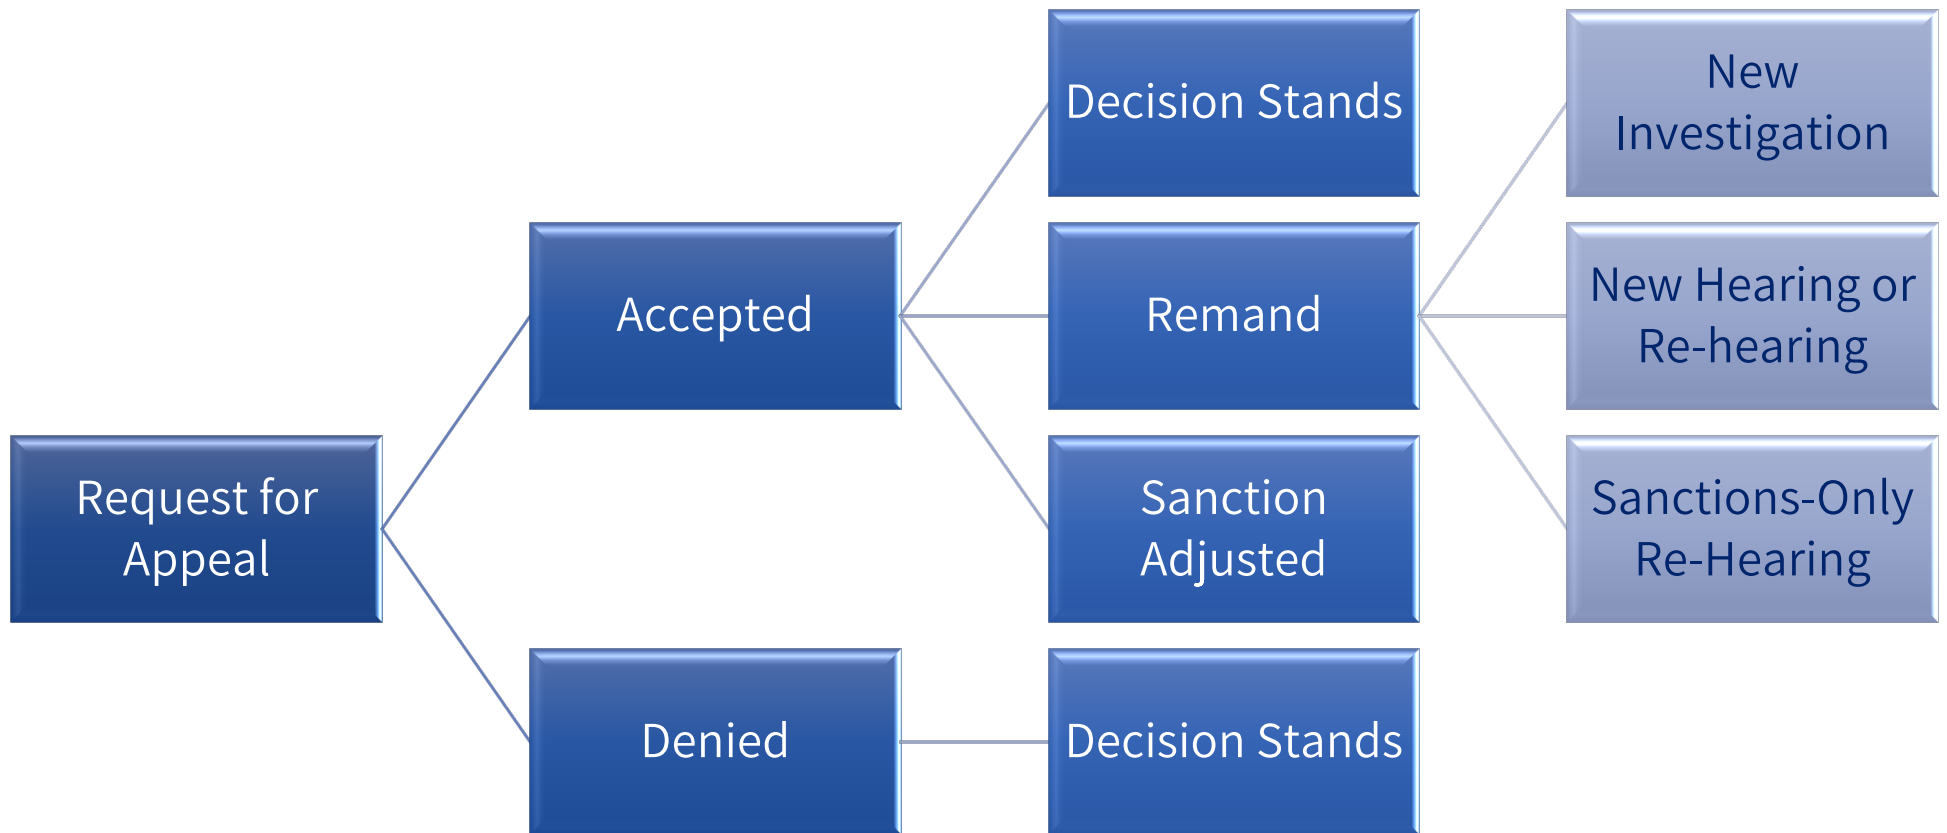 Request for
Appeal
Accepted
Denied
Decision Stands
Remand
Sanction
Adjusted
Decision Stands
New
Investigation
New Hearing or
Re-hearing
Sanctions-Only
Re-Hearing